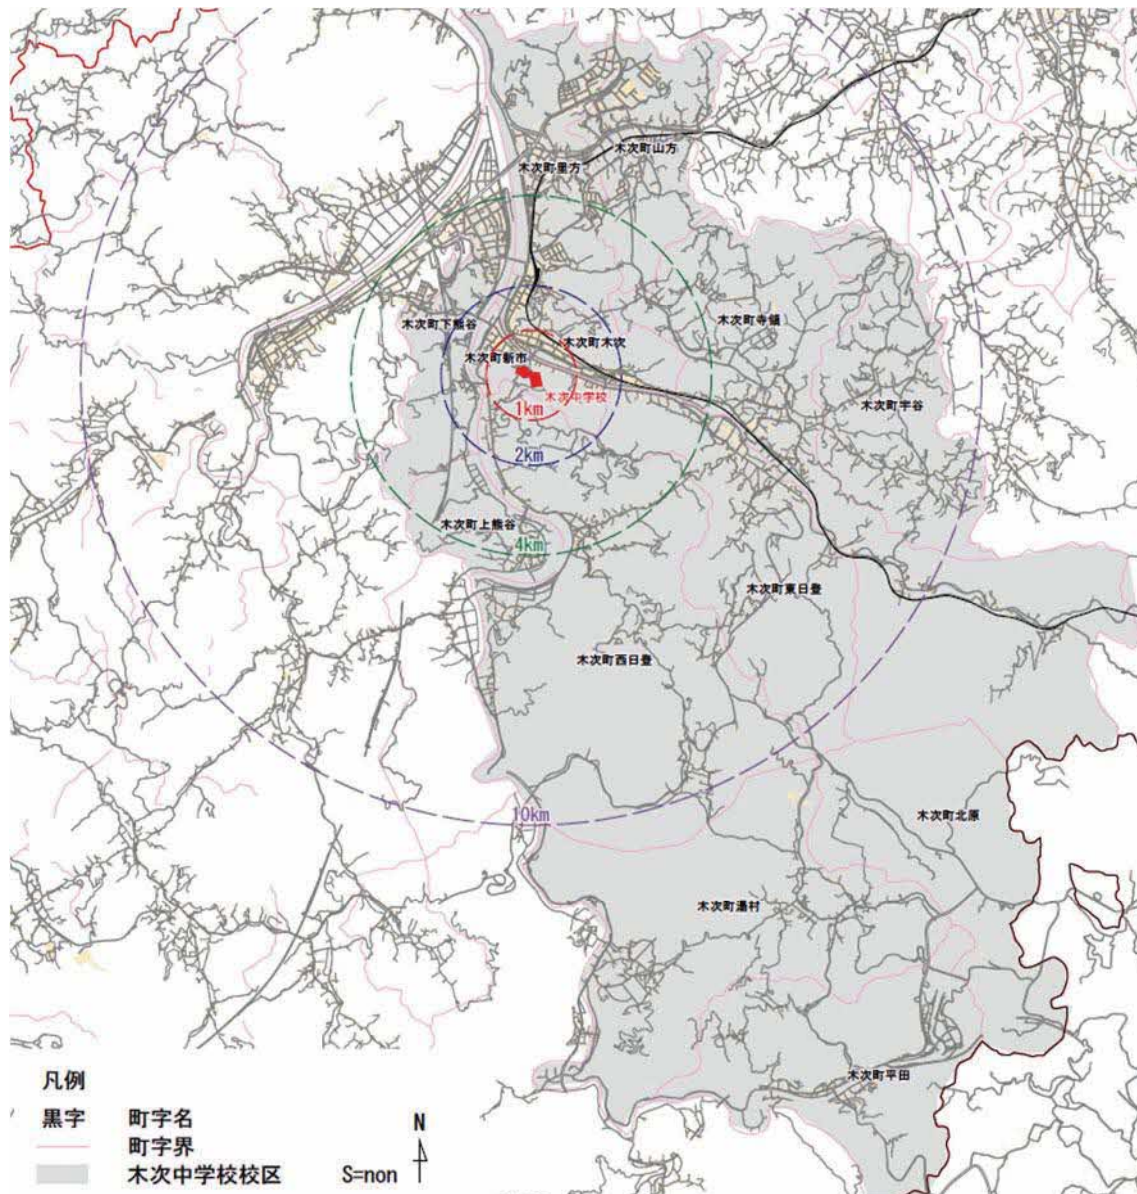 木次町里方
木次町山方
木次町下熊谷
木次町寺領
木次町木次
木次町新市
木次中学校
木次町宇谷
1km
2km
木次町上熊谷
4km
木次町東日登
木次町西日登
10km
木次町北原
木次町湯村
木次町平田
凡例
黒字 町字名
町字界
木次中学校校区
S=non
N